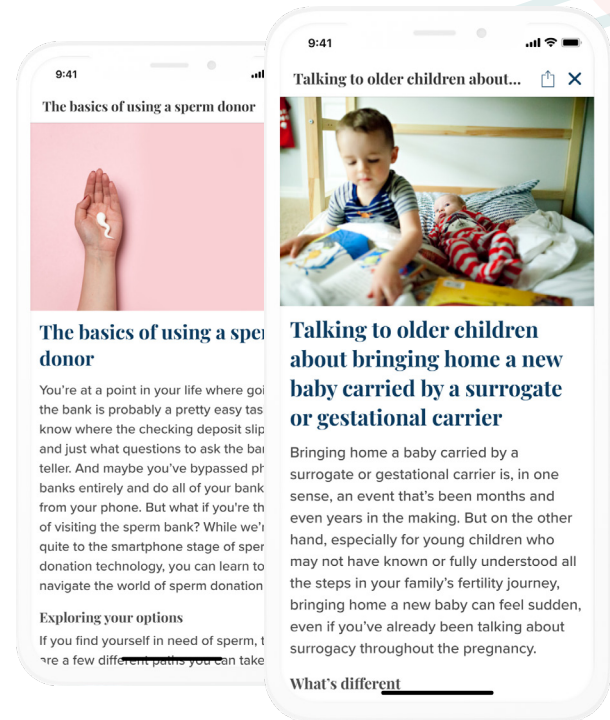 9:41
The basics of using a sperm donor
The basics of using a
donor
You're at a point in your life where
the bank is probably a pretty easy
know where the checking deposit slip
and just what questions to ask the
teller. And maybe you've bypassed
banks entirely and do all of your
from your phone. But what if you're
of visiting the sperm bank? While
quite to the smartphone stage of
donation technology, you can learn to
navigate the world of sperm donation
Exploring your options
If you find yourself in need of sperm,
are a few different paths you can take
9:41
Talking to older children about...
Talking to older children
about bringing home a new
baby carried by a surrogate
or gestational carrier
Bringing home a baby carried by a
surrogate or gestational carrier is, in one
sense, an event that's been months and
even years in the making. But on the other
hand, especially for young children who
may not have known or fully understood all
the steps in your family's fertility journey,
bringing home a new baby can feel sudden,
even if you've already been talking about
surrogacy throughout the pregnancy.
What's different